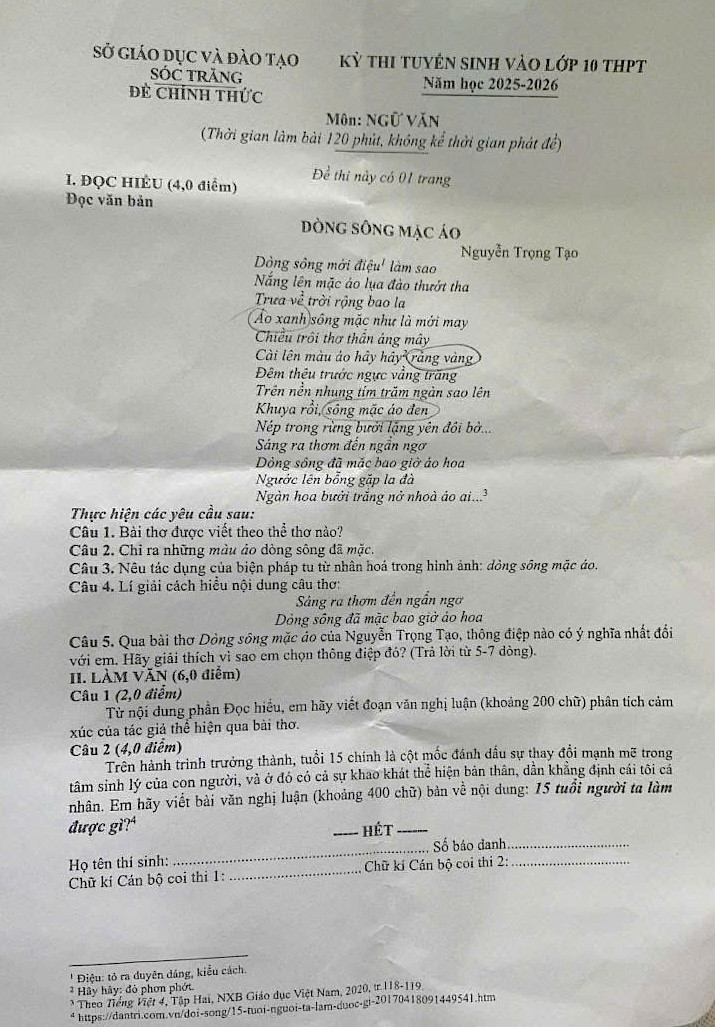 SỞ GIÁO DỤC VÀ ĐÀO TẠO
SÓC TRĂNG
ĐỀ CHÍNH THỨC
KỲ THI TUYỂN SINH VÀO LỚP 10 THPT
Năm học 2025-2026
Môn: NGỮ VĂN
(Thời gian làm bài 120 phút, không kể thời gian phát đề)
Đề thi này có 01 trang
I. ĐỌC HIỂU (4,0 điểm)
Đọc văn bản
DÒNG SÔNG MẶC ÁO
Nguyễn Trọng Tạo
Dòng sông mới điệu¹ làm sao
Nắng lên mặc áo lụa đào thướt tha
Trưa về trời rộng bao la
Áo xanh sông mặc như là mới may
Chiều trôi thơ thẩn áng mây
Cài lên màu áo hây hây² ráng vàng
Đêm thêu trước ngực vầng trăng
Trên nền nhung tím trăm ngàn sao lên
Khuya rồi, sông mặc áo đen
Nép trong rừng bưởi lặng yên đôi bờ...
Sáng ra thơm đến ngẩn ngơ
Dòng sông đã mặc bao giờ áo hoa
Ngước lên bỗng gặp la đà
Ngàn hoa bưởi trắng nở nhoà áo ai...³
Thực hiện các yêu cầu sau:
Câu 1. Bài thơ được viết theo thể thơ nào?
Câu 2. Chỉ ra những màu áo dòng sông đã mặc.
Câu 3. Nêu tác dụng của biện pháp tu từ nhân hoá trong hình ảnh: dòng sông mặc áo.
Câu 4. Lí giải cách hiểu nội dung câu thơ:
Sáng ra thơm đến ngẩn ngơ
Dòng sông đã mặc bao giờ áo hoa
Câu 5. Qua bài thơ Dòng sông mặc áo của Nguyễn Trọng Tạo, thông điệp nào có ý nghĩa nhất đối
với em. Hãy giải thích vì sao em chọn thông điệp đó? (Trả lời từ 5-7 dòng).
II. LÀM VĂN (6,0 điểm)
Câu 1 (2,0 điểm)
Từ nội dung phần Đọc hiểu, em hãy viết đoạn văn nghị luận (khoảng 200 chữ) phân tích cảm
xúc của tác giả thể hiện qua bài thơ.
Câu 2 (4,0 điểm)
Trên hành trình trưởng thành, tuổi 15 chính là cột mốc đánh dấu sự thay đổi mạnh mẽ trong
tâm sinh lý của con người, và ở đó có cả sự khao khát thể hiện bản thân, dần khẳng định cái tôi cá
nhân. Em hãy viết bài văn nghị luận (khoảng 400 chữ) bàn về nội dung: 15 tuổi người ta làm
được gì?⁴
----- HẾT ------
Họ tên thí sinh: .................... Số báo danh....................
Chữ kí Cán bộ coi thi 1: .................... Chữ kí Cán bộ coi thi 2: ....................
¹ Điệu: tỏ ra duyên dáng, kiểu cách.
² Hây hây: đỏ phơn phớt.
³ Theo Tiếng Việt 4, Tập Hai, NXB Giáo dục Việt Nam, 2020, tr.118-119.
⁴ https://dantri.com.vn/doi-song/15-tuoi-nguoi-ta-lam-duoc-gi-20170418091449541.htm